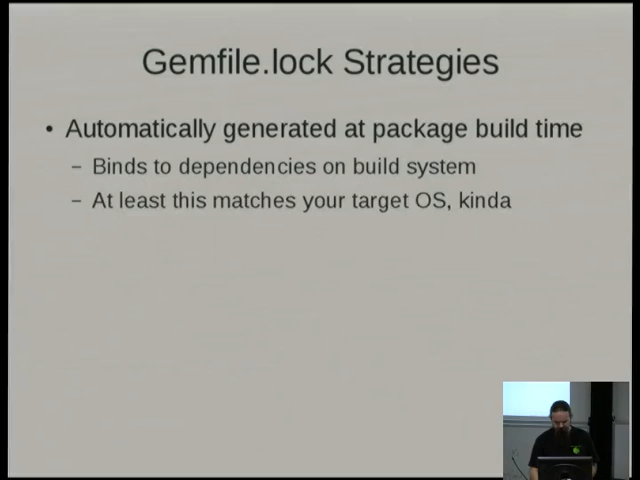 Gemfile.lock Strategies
• Automatically generated at package build time
– Binds to dependencies on build system
– At least this matches your target OS, kinda